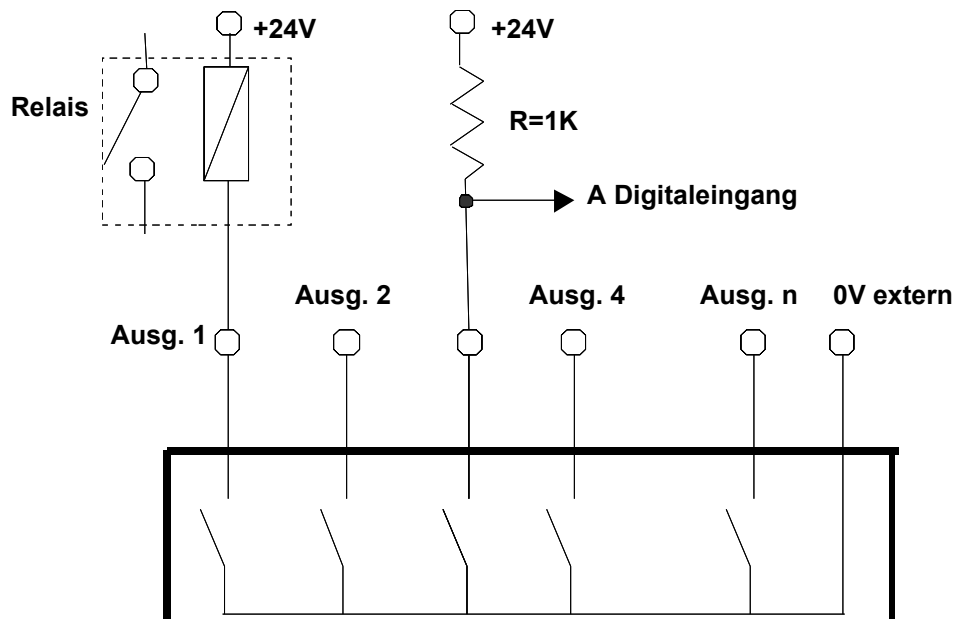 +24V
+24V
Relais
R=1K
A Digitaleingang
Ausg. 1
Ausg. 2
Ausg. 4
Ausg. n
0V extern